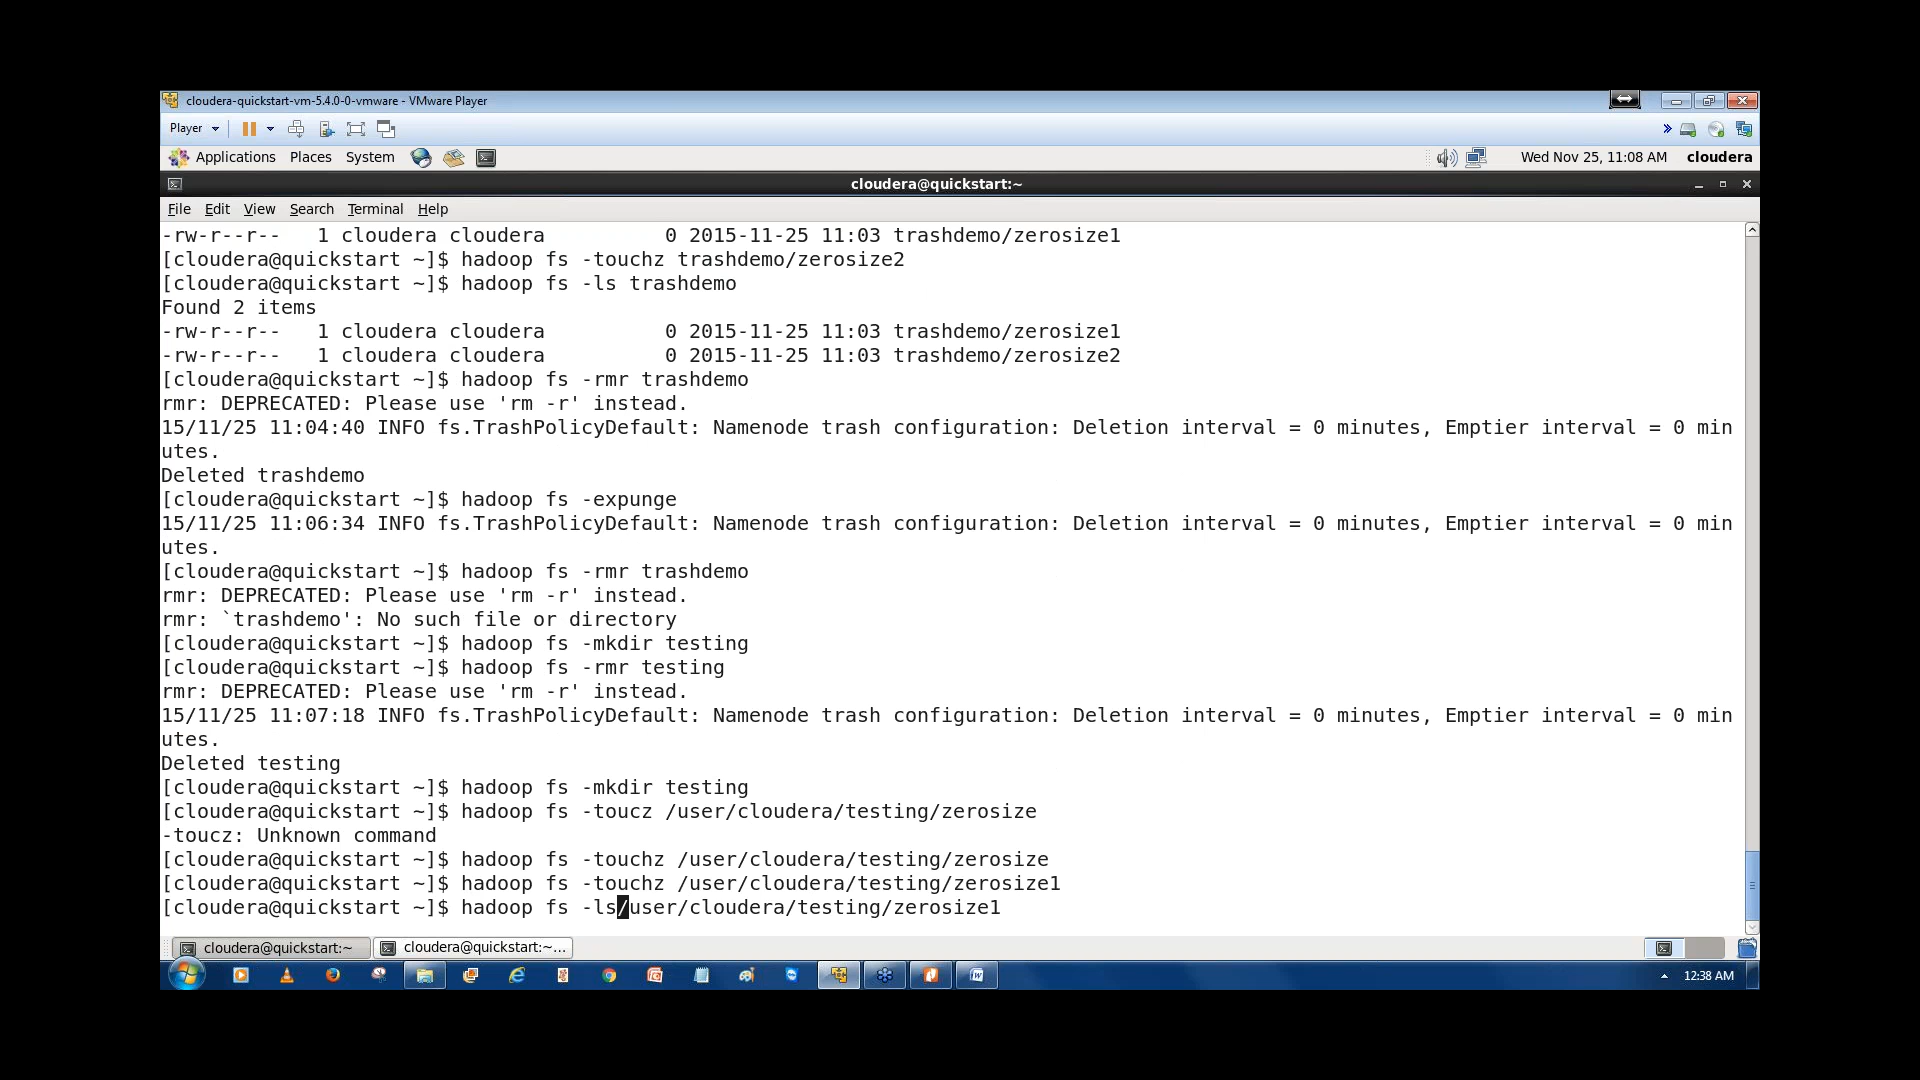 cloudera-quickstart-vm-5.4.0-0-vmware - VMware Player
Player
Applications Places System Wed Nov 25, 11:08 AM cloudera
cloudera@quickstart:~
File Edit View Search Terminal Help
-rw-r--r--   1 cloudera cloudera          0 2015-11-25 11:03 trashdemo/zerosize1
[cloudera@quickstart ~]$ hadoop fs -touchz trashdemo/zerosize2
[cloudera@quickstart ~]$ hadoop fs -ls trashdemo
Found 2 items
-rw-r--r--   1 cloudera cloudera          0 2015-11-25 11:03 trashdemo/zerosize1
-rw-r--r--   1 cloudera cloudera          0 2015-11-25 11:03 trashdemo/zerosize2
[cloudera@quickstart ~]$ hadoop fs -rmr trashdemo
rmr: DEPRECATED: Please use 'rm -r' instead.
15/11/25 11:04:40 INFO fs.TrashPolicyDefault: Namenode trash configuration: Deletion interval = 0 minutes, Emptier interval = 0 min
utes.
Deleted trashdemo
[cloudera@quickstart ~]$ hadoop fs -expunge
15/11/25 11:06:34 INFO fs.TrashPolicyDefault: Namenode trash configuration: Deletion interval = 0 minutes, Emptier interval = 0 min
utes.
[cloudera@quickstart ~]$ hadoop fs -rmr trashdemo
rmr: DEPRECATED: Please use 'rm -r' instead.
rmr: `trashdemo': No such file or directory
[cloudera@quickstart ~]$ hadoop fs -mkdir testing
[cloudera@quickstart ~]$ hadoop fs -rmr testing
rmr: DEPRECATED: Please use 'rm -r' instead.
15/11/25 11:07:18 INFO fs.TrashPolicyDefault: Namenode trash configuration: Deletion interval = 0 minutes, Emptier interval = 0 min
utes.
Deleted testing
[cloudera@quickstart ~]$ hadoop fs -mkdir testing
[cloudera@quickstart ~]$ hadoop fs -toucz /user/cloudera/testing/zerosize
-toucz: Unknown command
[cloudera@quickstart ~]$ hadoop fs -touchz /user/cloudera/testing/zerosize
[cloudera@quickstart ~]$ hadoop fs -touchz /user/cloudera/testing/zerosize1
[cloudera@quickstart ~]$ hadoop fs -ls/user/cloudera/testing/zerosize1
cloudera@quickstart:~ cloudera@quickstart:~...
12:38 AM